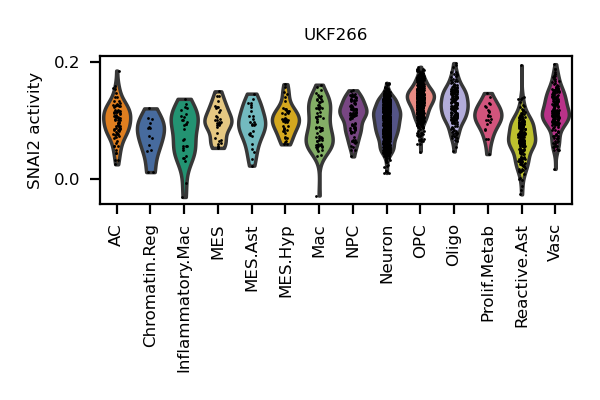 UKF266
SNAI2 activity
0.2
0.0
AC
Chromatin.Reg
Inflammatory.Mac
MES
MES.Ast
MES.Hyp
Mac
NPC
Neuron
OPC
Oligo
Prolif.Metab
Reactive.Ast
Vasc